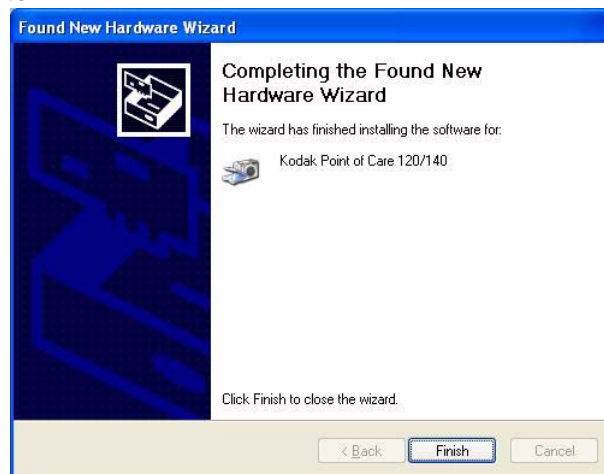 Found New Hardware Wizard
Completing the Found New
Hardware Wizard
The wizard has finished installing the software for:
Kodak Point of Care 120/140
Click Finish to close the wizard.
< Back
Finish
Cancel